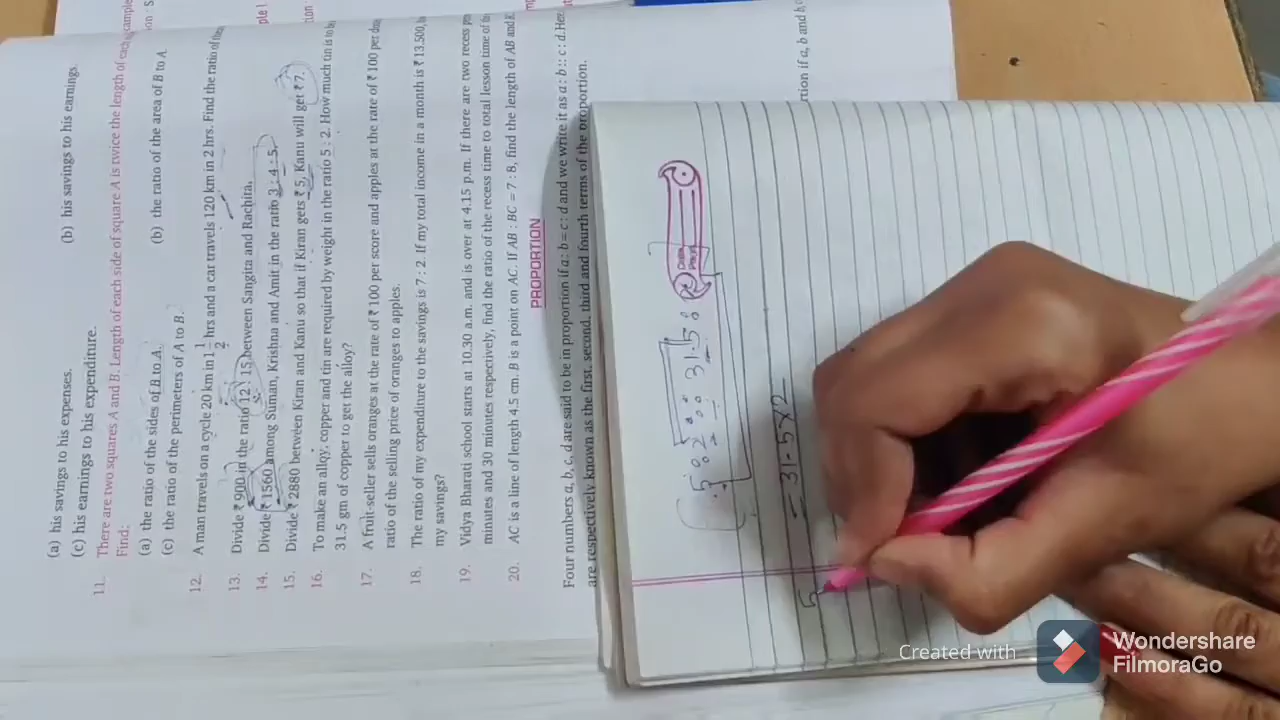 (a) his savings to his expenses.
(b) his savings to his earnings.
(c) his earnings to his expenditure.
11. There are two squares A and B. Length of each side of square A is twice the length of
Find:
(a) the ratio of the sides of B to A.
(b) the ratio of the area of B to A.
(c) the ratio of the perimeters of A to B.
12. A man travels on a cycle 20 km in 1 1/2 hrs and a car travels 120 km in 2 hrs. Find the ratio of
13. Divide ₹ 900 in the ratio 12 : 15 between Sangita and Rachita.
14. Divide ₹ 1560 among Suman, Krishna and Amit in the ratio 3 : 4 : 5.
15. Divide ₹ 2880 between Kiran and Kanu so that if Kiran gets ₹ 5, Kanu will get ₹ 7.
16. To make an alloy, copper and tin are required by weight in the ratio 5 : 2. How much tin is to
31.5 gm of copper to get the alloy?
17. A fruit-seller sells oranges at the rate of ₹ 100 per score and apples at the rate of ₹ 100 per
ratio of the selling price of oranges to apples.
18. The ratio of my expenditure to the savings is 7 : 2. If my total income in a month is ₹ 13,500,
my savings?
19. Vidya Bharati school starts at 10.30 a.m. and is over at 4.15 p.m. If there are two recess
minutes and 30 minutes respectively, find the ratio of the recess time to total lesson time of
20. AC is a line of length 4.5 cm. B is a point on AC. If AB : BC = 7 : 8, find the length of AB and
PROPORTION
Four numbers a, b, c, d are said to be in proportion if a : b = c : d and we write it as a : b :: c : d.
are respectively known as the first, second, third and fourth terms of the proportion.
rtion if a, b and
Date
Page
5 : 2 :: 31.5 :
= 31.5 x 2
5
Created with
Wondershare
FilmoraGo